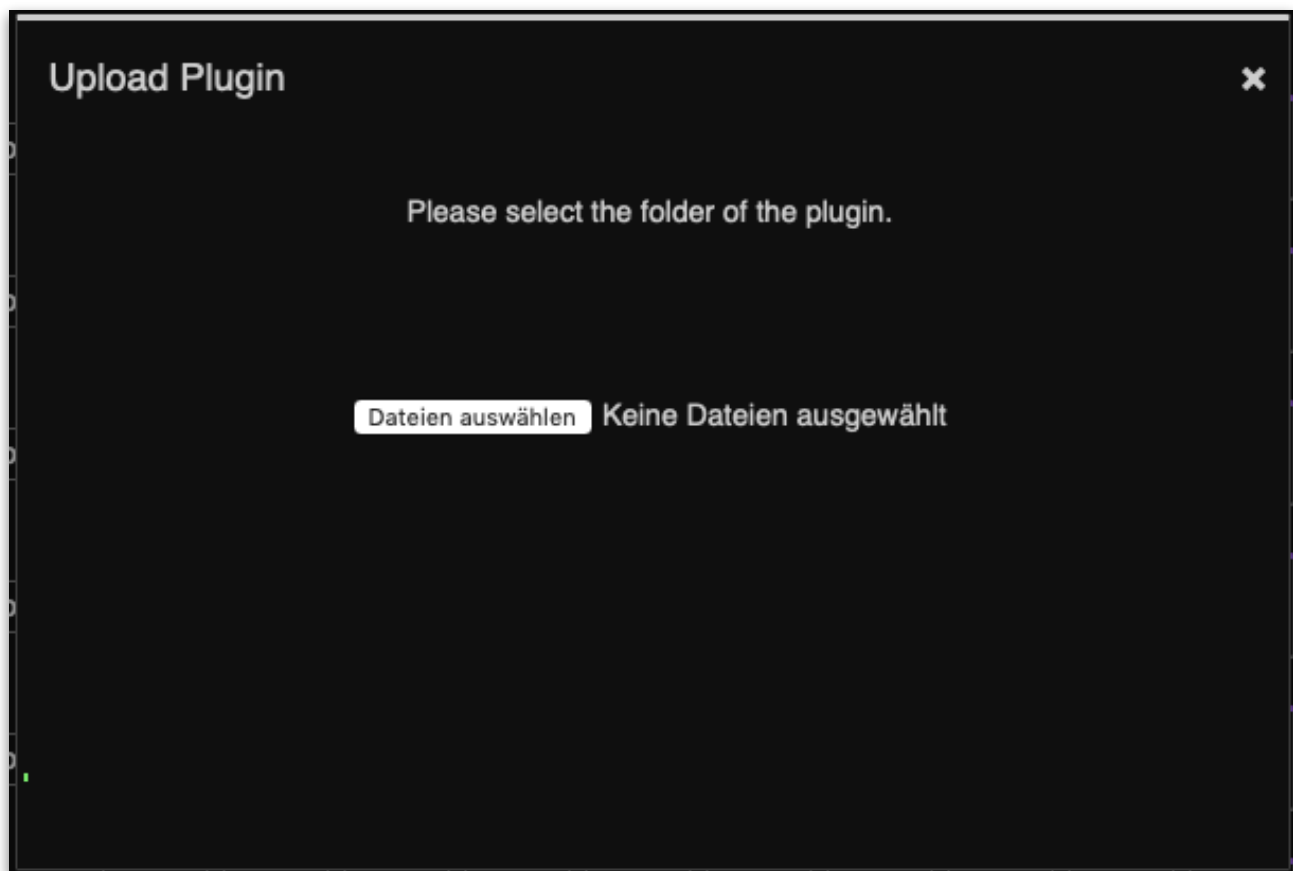 Upload Plugin
Please select the folder of the plugin.
Dateien auswählen Keine Dateien ausgewählt